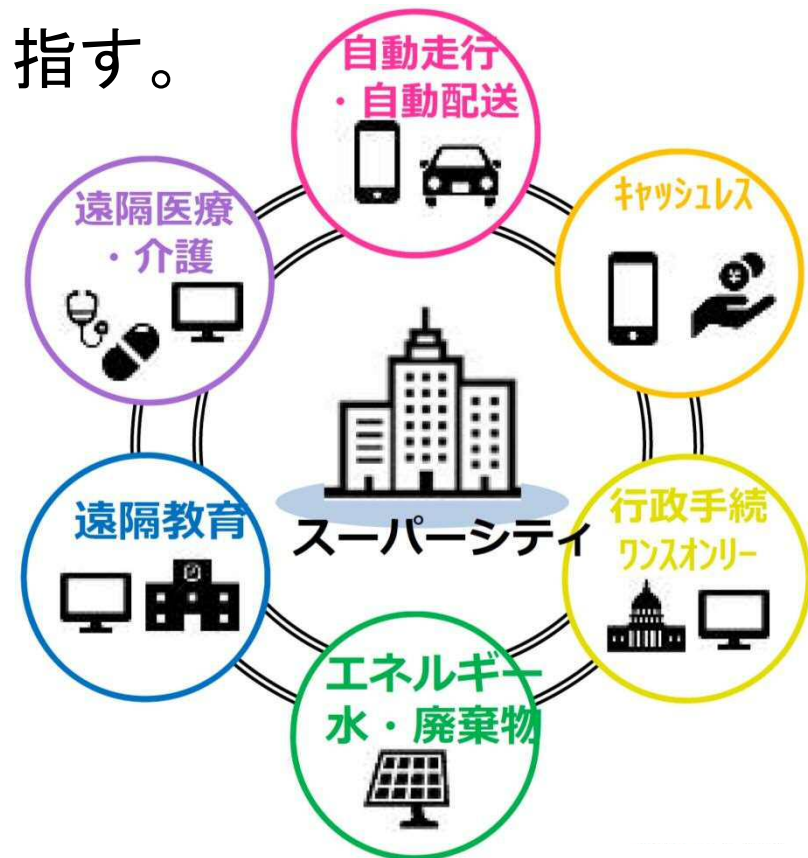 指す。
自動走行
・自動配送
遠隔医療
・介護
ｷｬｯｼｭﾚｽ
¥
遠隔教育
スーパーシティ
行政手続
ﾜﾝｽｵﾝﾘｰ
エネルギー
水・廃棄物